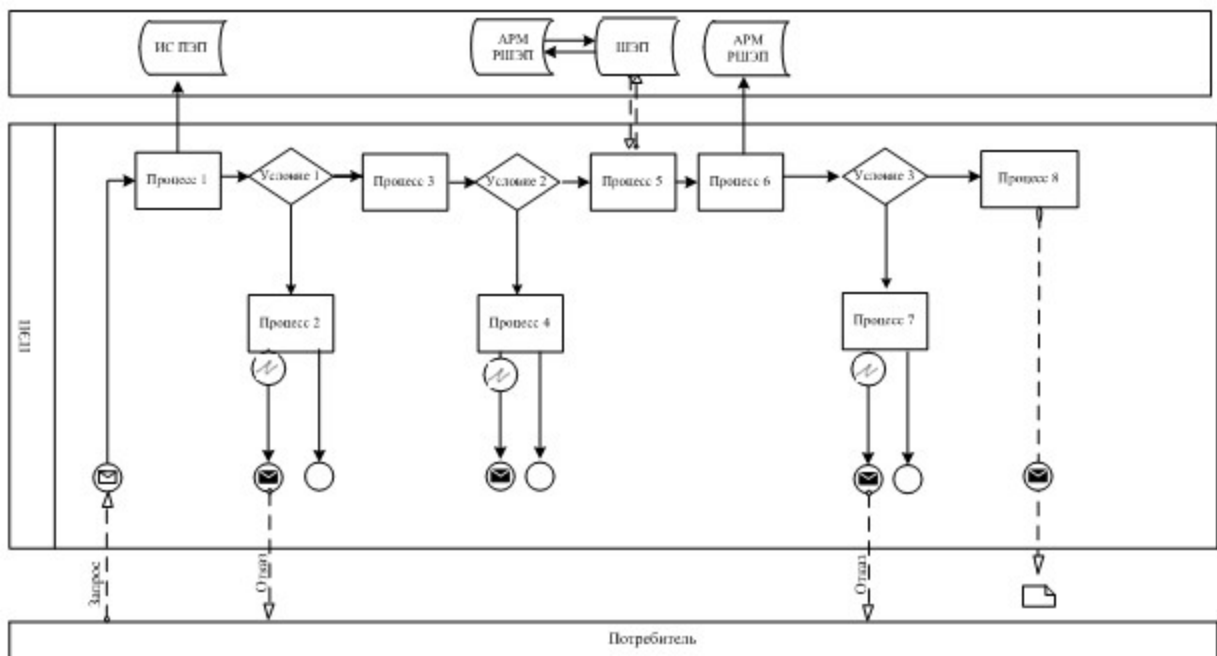 ИС ПЭП
АРМ
РШЭП
ШЭП
АРМ
РШЭП
Процесс 1
Условие 1
Процесс 3
Условие 2
Процесс 5
Процесс 6
Условие 3
Процесс 8
Процесс 2
Процесс 4
Процесс 7
Запрос
Отказ
Отказ
Потребитель